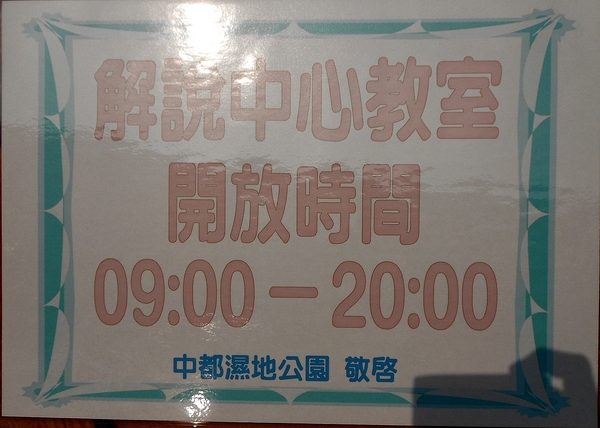 解說中心教室
開放時間
09:00－20:00
中都濕地公園 敬啓